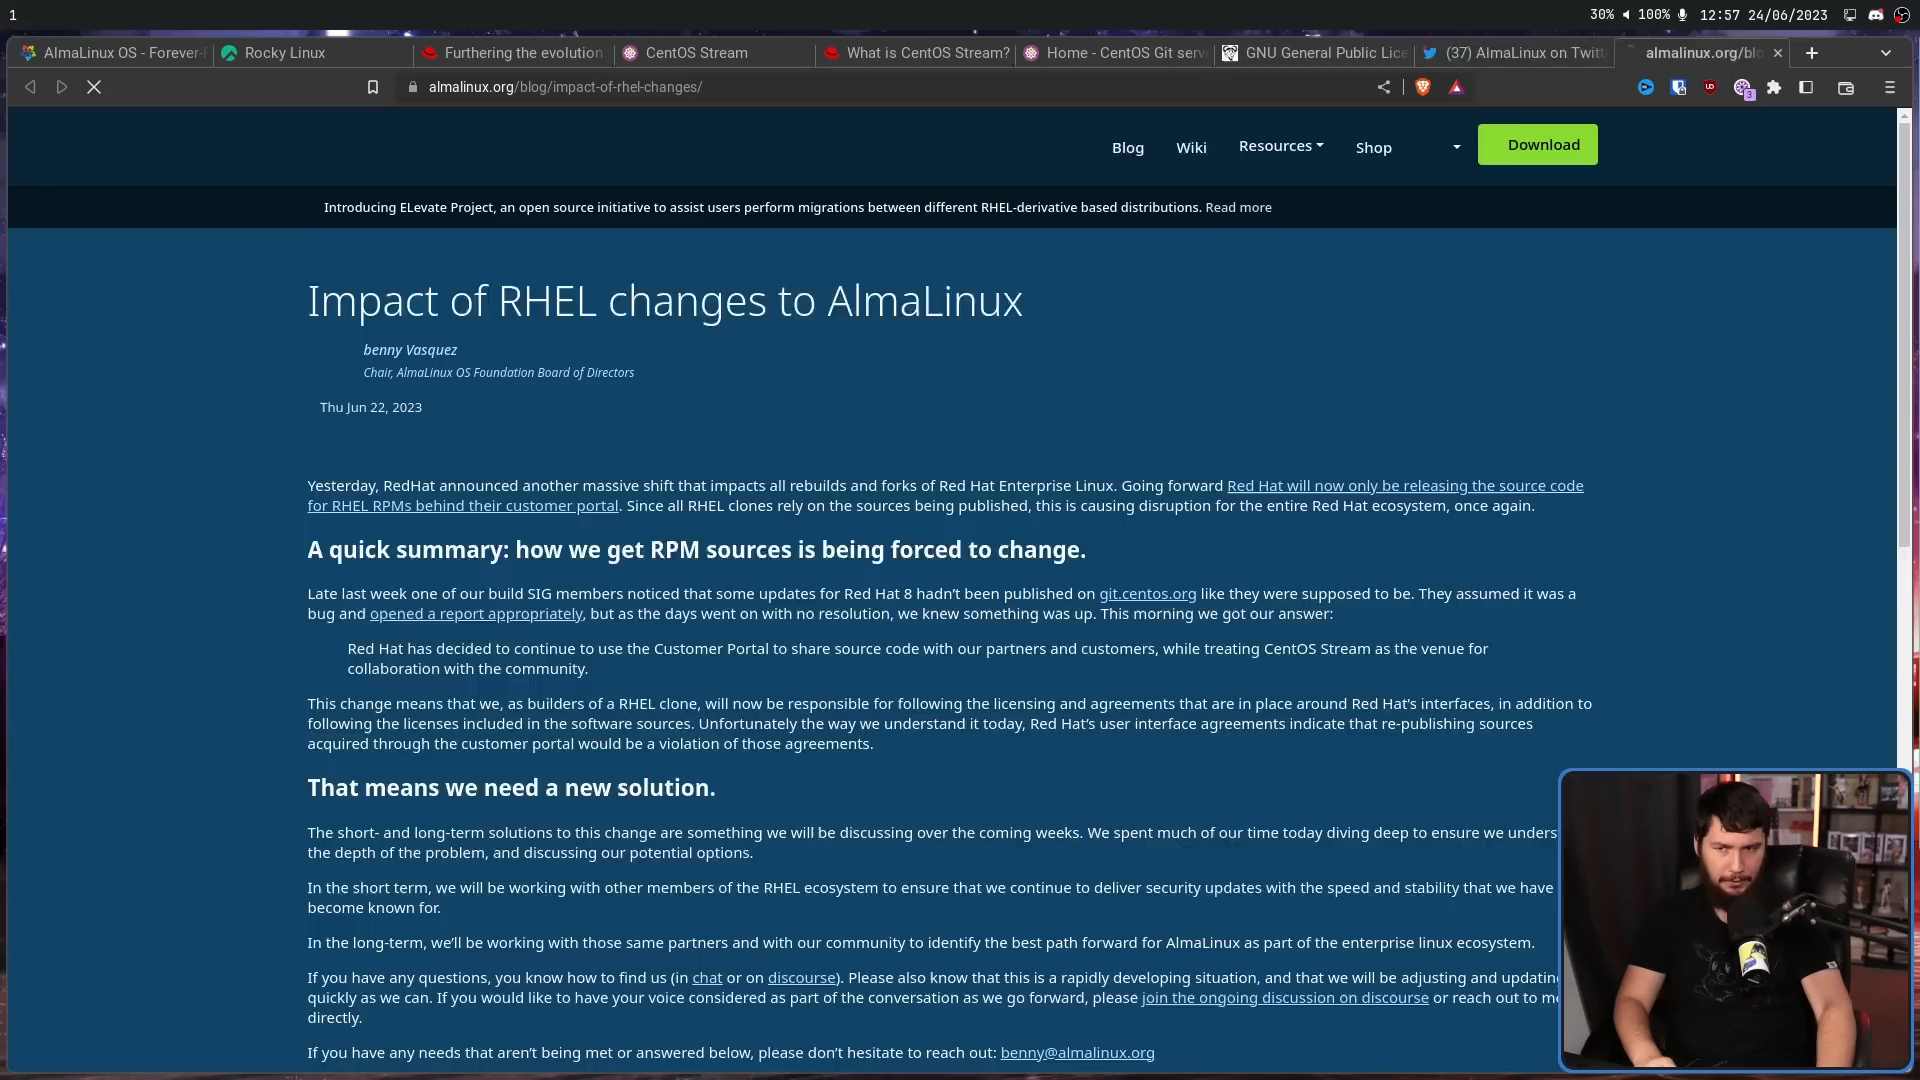 1
30% 100% 12:57 24/06/2023
AlmaLinux OS - Forever-F
Rocky Linux
Furthering the evolution
CentOS Stream
What is CentOS Stream?
Home - CentOS Git serv
GNU General Public Lice
(37) AlmaLinux on Twitt
almalinux.org/blo
almalinux.org/blog/impact-of-rhel-changes/
3
Blog
Wiki
Resources
Shop
Download
Introducing ELevate Project, an open source initiative to assist users perform migrations between different RHEL-derivative based distributions. Read more
Impact of RHEL changes to AlmaLinux
benny Vasquez
Chair, AlmaLinux OS Foundation Board of Directors
Thu Jun 22, 2023
Yesterday, RedHat announced another massive shift that impacts all rebuilds and forks of Red Hat Enterprise Linux. Going forward Red Hat will now only be releasing the source code
for RHEL RPMs behind their customer portal. Since all RHEL clones rely on the sources being published, this is causing disruption for the entire Red Hat ecosystem, once again.
A quick summary: how we get RPM sources is being forced to change.
Late last week one of our build SIG members noticed that some updates for Red Hat 8 hadn’t been published on git.centos.org like they were supposed to be. They assumed it was a
bug and opened a report appropriately, but as the days went on with no resolution, we knew something was up. This morning we got our answer:
Red Hat has decided to continue to use the Customer Portal to share source code with our partners and customers, while treating CentOS Stream as the venue for
collaboration with the community.
This change means that we, as builders of a RHEL clone, will now be responsible for following the licensing and agreements that are in place around Red Hat’s interfaces, in addition to
following the licenses included in the software sources. Unfortunately the way we understand it today, Red Hat’s user interface agreements indicate that re-publishing sources
acquired through the customer portal would be a violation of those agreements.
That means we need a new solution.
The short- and long-term solutions to this change are something we will be discussing over the coming weeks. We spent much of our time today diving deep to ensure we unders
the depth of the problem, and discussing our potential options.
In the short term, we will be working with other members of the RHEL ecosystem to ensure that we continue to deliver security updates with the speed and stability that we have
become known for.
In the long-term, we’ll be working with those same partners and with our community to identify the best path forward for AlmaLinux as part of the enterprise linux ecosystem.
If you have any questions, you know how to find us (in chat or on discourse). Please also know that this is a rapidly developing situation, and that we will be adjusting and updating
quickly as we can. If you would like to have your voice considered as part of the conversation as we go forward, please join the ongoing discussion on discourse or reach out to me
directly.
If you have any needs that aren’t being met or answered below, please don’t hesitate to reach out: benny@almalinux.org